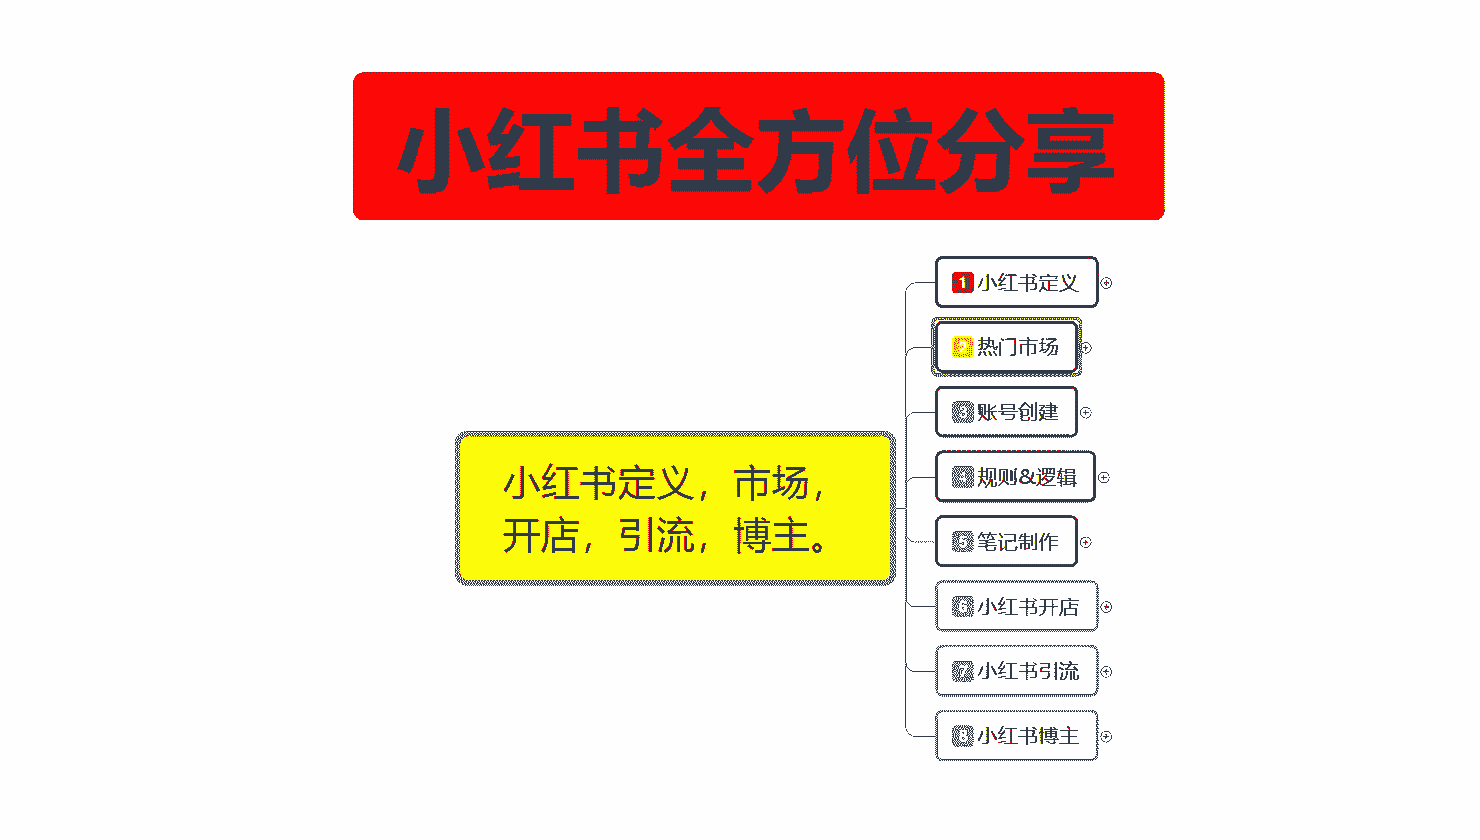 小红书全方位分享
1 小红书定义
2 热门市场
3 账号创建
4 规则&逻辑
小红书定义，市场，
开店，引流，博主。
5 笔记制作
6 小红书开店
7 小红书引流
8 小红书博主